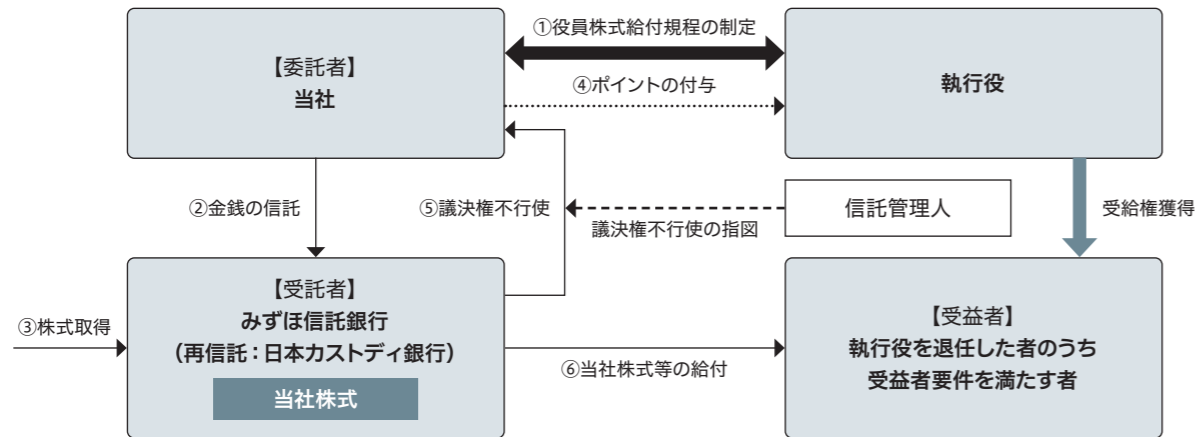 ①役員株式給付規程の制定
【委託者】
当社
④ポイントの付与
執行役
②金銭の信託
⑤議決権不行使
議決権不行使の指図
信託管理人
受給権獲得
③株式取得
【受託者】
みずほ信託銀行
（再信託：日本カストディ銀行）
当社株式
⑥当社株式等の給付
【受益者】
執行役を退任した者のうち
受益者要件を満たす者